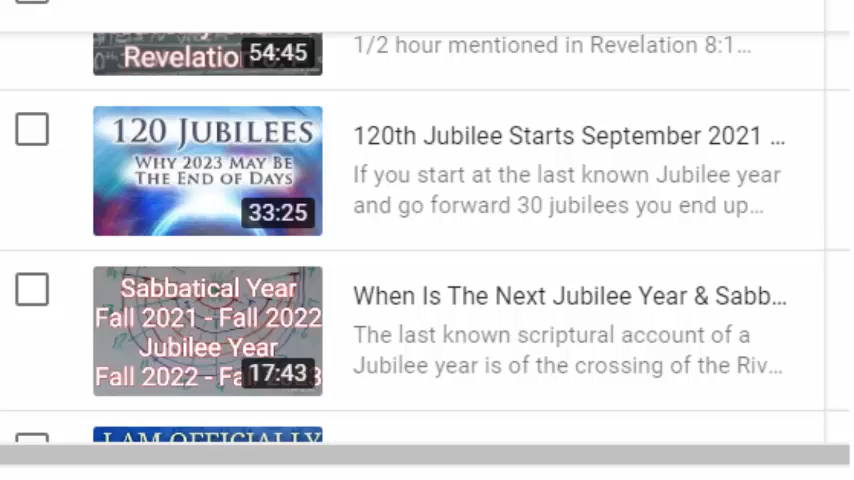 Revelatio
54:45
1/2 hour mentioned in Revelation 8:1...
120 JUBILEES
WHY 2023 MAY BE
THE END OF DAYS
33:25
120th Jubilee Starts September 2021 ...
If you start at the last known Jubilee year
and go forward 30 jubilees you end up...
Sabbatical Year
Fall 2021 - Fall 2022
Jubilee Year
Fall 2022 - Fa
17:43
When Is The Next Jubilee Year & Sabb...
The last known scriptural account of a
Jubilee year is of the crossing of the Riv...
I AM OFFICIALLY